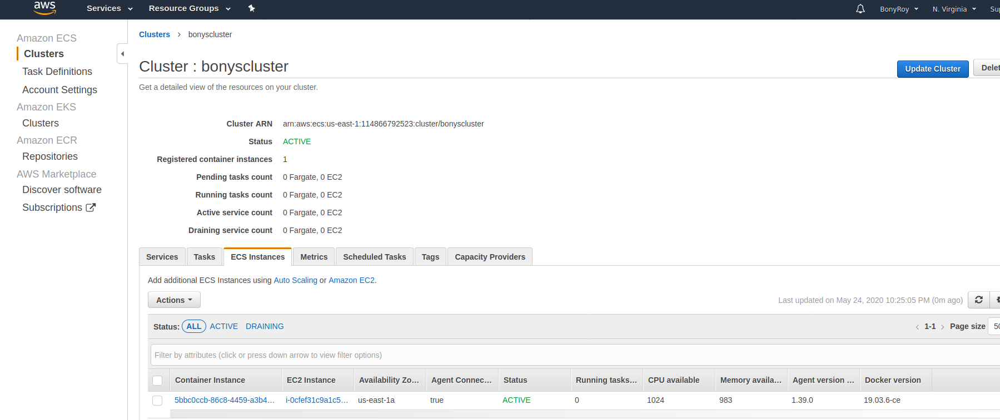 aws Services Resource Groups BonyRoy N. Virginia
Amazon ECS
Clusters
Task Definitions
Account Settings
Amazon EKS
Clusters
Amazon ECR
Repositories
AWS Marketplace
Discover software
Subscriptions
Clusters > bonyscluster
Cluster : bonyscluster
Update Cluster
Get a detailed view of the resources on your cluster.
Cluster ARN arn:aws:ecs:us-east-1:114866792523:cluster/bonyscluster
Status ACTIVE
Registered container instances 1
Pending tasks count 0 Fargate, 0 EC2
Running tasks count 0 Fargate, 0 EC2
Active service count 0 Fargate, 0 EC2
Draining service count 0 Fargate, 0 EC2
Services Tasks ECS Instances Metrics Scheduled Tasks Tags Capacity Providers
Add additional ECS Instances using Auto Scaling or Amazon EC2.
Actions Last updated on May 24, 2020 10:25:05 PM (0m ago)
Status: ALL ACTIVE DRAINING < 1-1 > Page size
Filter by attributes (click or press down arrow to view filter options)
Container Instance EC2 Instance Availability Zo... Agent Connec... Status Running tasks... CPU available Memory availa... Agent version ... Docker version
5bbc0ccb-86c8-4459-a3b4... i-0cfef31c9a1c5... us-east-1a true ACTIVE 0 1024 983 1.39.0 19.03.6-ce